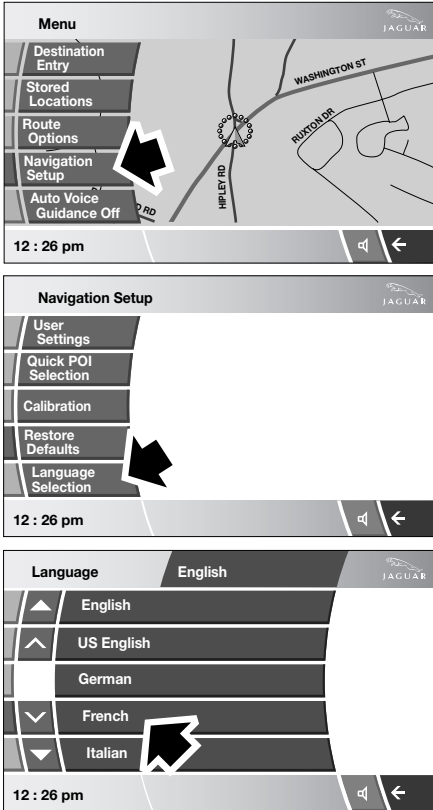 Menu
JAGUAR
Destination
Entry
Stored
Locations
Route
Options
Navigation
Setup
Auto Voice
Guidance Off
WASHINGTON ST
RUXTON DR
HIPLEY RD
RD
12 : 26 pm
Navigation Setup
JAGUAR
User
Settings
Quick POI
Selection
Calibration
Restore
Defaults
Language
Selection
12 : 26 pm
Language
English
JAGUAR
English
US English
German
French
Italian
12 : 26 pm